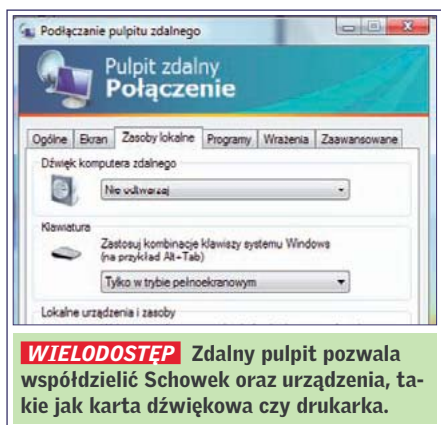 Podłączanie pulpitu zdalnego
Pulpit zdalny
Połączenie
Ogólne Ekran Zasoby lokalne Programy Wrażenia Zaawansowane
Dźwięk komputera zdalnego
Nie odtwarzaj
Klawiatura
Zastosuj kombinacje klawiszy systemu Windows
(na przykład Alt+Tab)
Tylko w trybie pełnoekranowym
Lokalne urządzenia i zasoby
WIELODOSTĘP Zdalny pulpit pozwala
współdzielić Schowek oraz urządzenia, ta-
kie jak karta dźwiękowa czy drukarka.